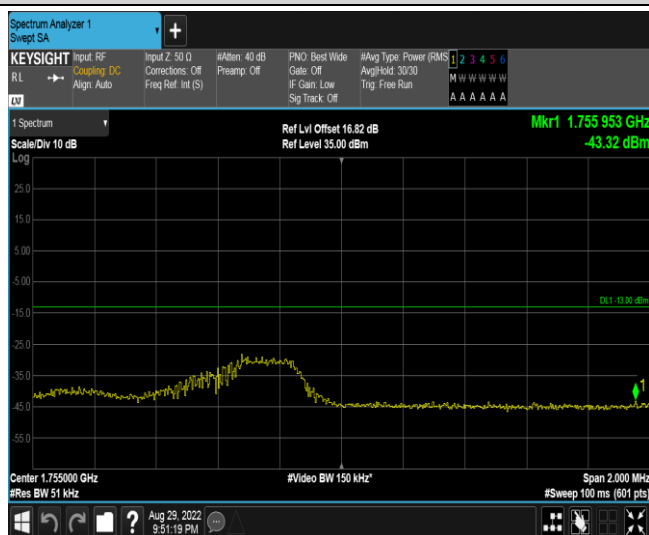 Spectrum Analyzer 1
Swept SA
+
KEYSIGHT
RL
Input: RF
Coupling: DC
Align: Auto
Input Z: 50 Ω
Corrections: Off
Freq Ref: Int (S)
#Atten: 40 dB
Preamp: Off
PNO: Best Wide
Gate: Off
IF Gain: Low
Sig Track: Off
#Avg Type: Power (RMS
Avg|Hold: 30/30
Trig: Free Run
1 2 3 4 5 6
M W W W W W
A A A A A A
LXI
1 Spectrum
Scale/Div 10 dB
Log
Ref Lvl Offset 16.82 dB
Ref Level 35.00 dBm
Mkr1 1.755 953 GHz
-43.32 dBm
25.0
15.0
5.00
-5.00
DL1 -13.00 dBm
-15.0
-25.0
-35.0
1
-45.0
-55.0
Center 1.755000 GHz
#Res BW 51 kHz
#Video BW 150 kHz*
Span 2.000 MHz
#Sweep 100 ms (601 pts)
?
Aug 29, 2022
9:51:19 PM